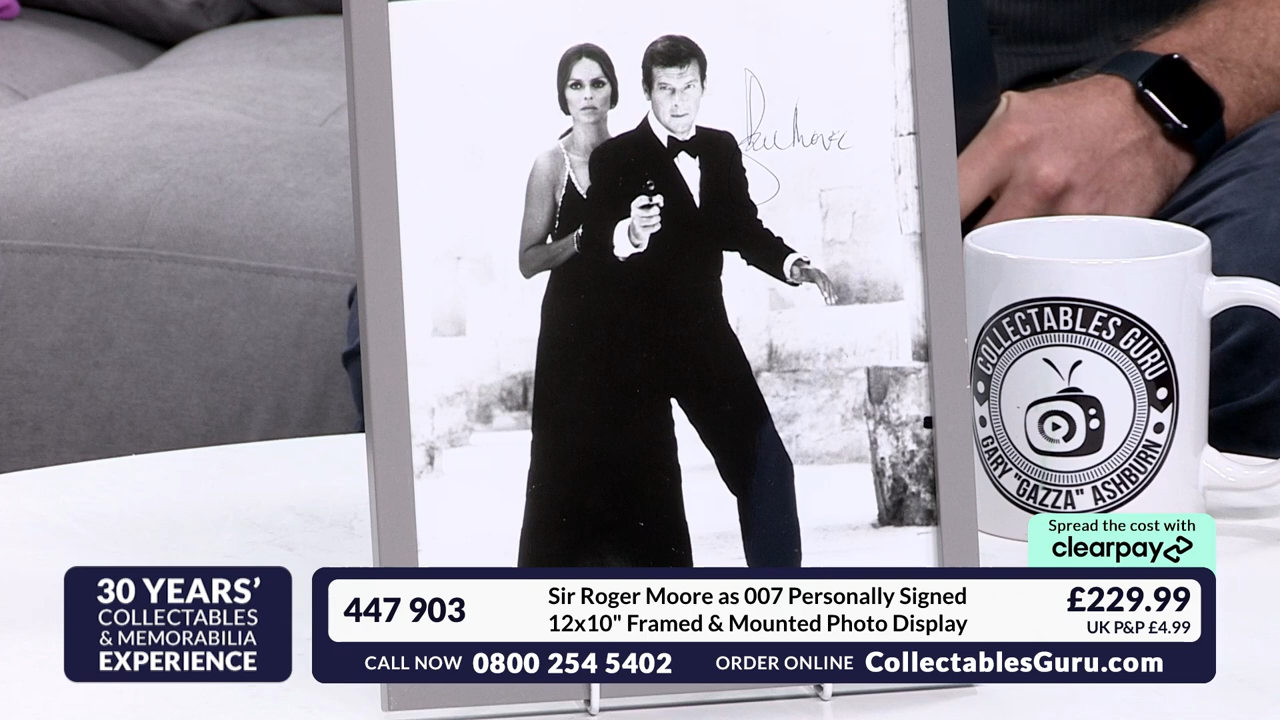 COLLECTABLES GURU
GARY "GAZZA" ASHBURN
Spread the cost with
clearpay
30 YEARS'
COLLECTABLES
& MEMORABILIA
EXPERIENCE
447 903
Sir Roger Moore as 007 Personally Signed
12x10" Framed & Mounted Photo Display
£229.99
UK P&P £4.99
CALL NOW 0800 254 5402
ORDER ONLINE CollectablesGuru.com